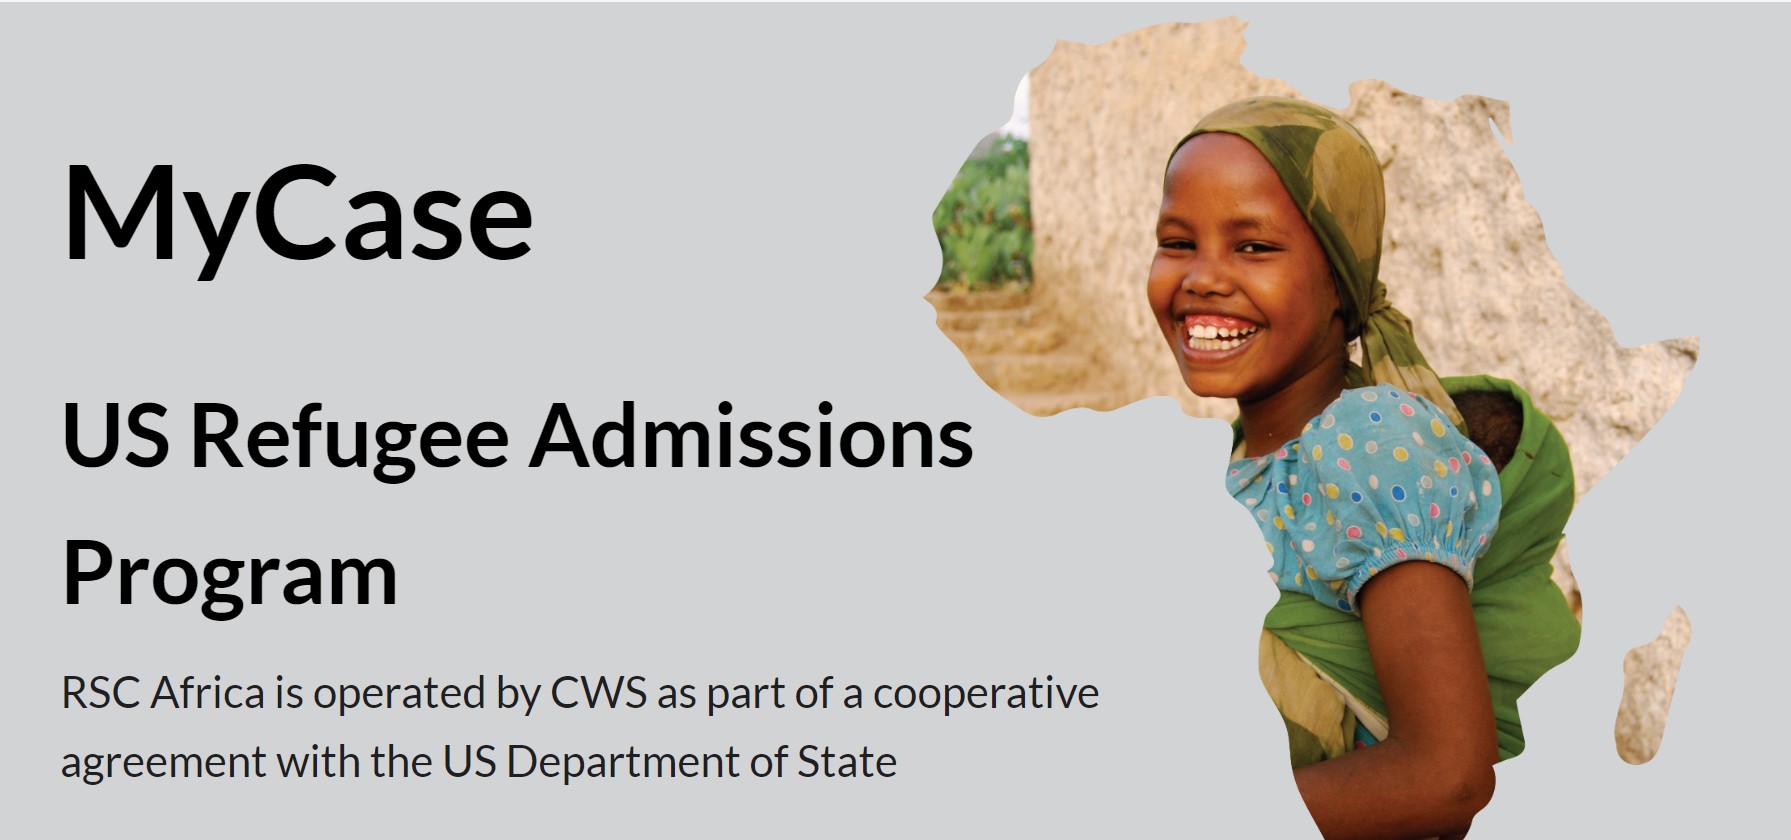 MyCase
US Refugee Admissions
Program
RSC Africa is operated by CWS as part of a cooperative
agreement with the US Department of State